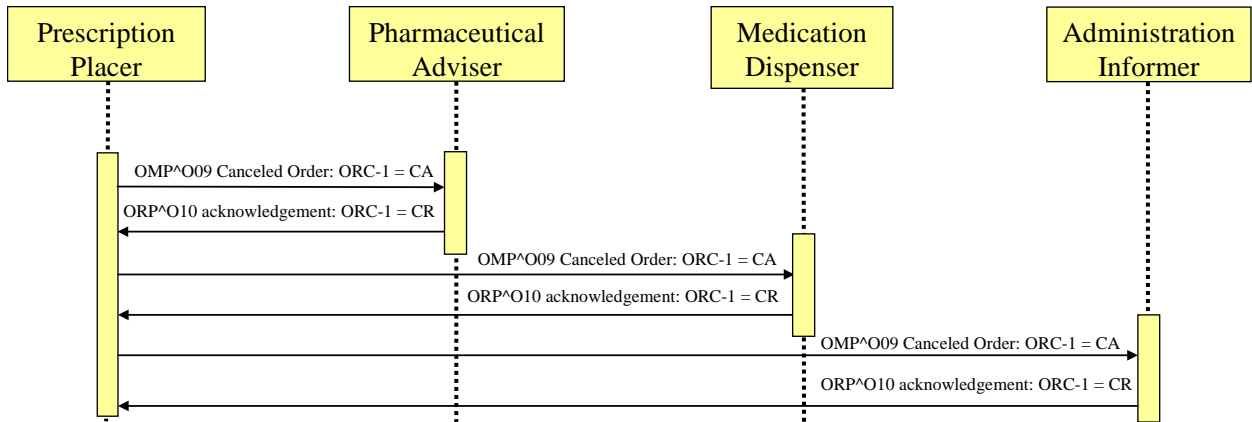 Prescription
Placer
Pharmaceutical
Adviser
Medication
Dispenser
Administration
Informer
OMP^O09 Canceled Order: ORC-1 = CA
ORP^O10 acknowledgement: ORC-1 = CR
OMP^O09 Canceled Order: ORC-1 = CA
ORP^O10 acknowledgement: ORC-1 = CR
OMP^O09 Canceled Order: ORC-1 = CA
ORP^O10 acknowledgement: ORC-1 = CR